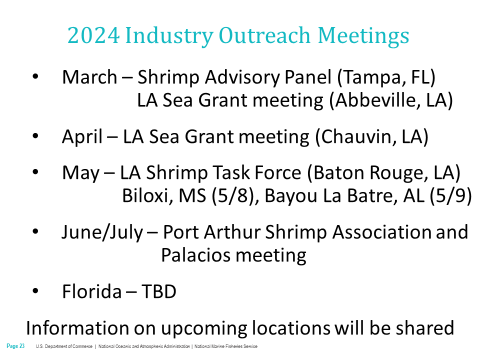 2024 Industry Outreach Meetings
• March – Shrimp Advisory Panel (Tampa, FL)
LA Sea Grant meeting (Abbeville, LA)
• April – LA Sea Grant meeting (Chauvin, LA)
• May – LA Shrimp Task Force (Baton Rouge, LA)
Biloxi, MS (5/8), Bayou La Batre, AL (5/9)
• June/July – Port Arthur Shrimp Association and
Palacios meeting
• Florida – TBD
Information on upcoming locations will be shared
Page 21 U.S. Department of Commerce | National Oceanic and Atmospheric Administration | National Marine Fisheries Service